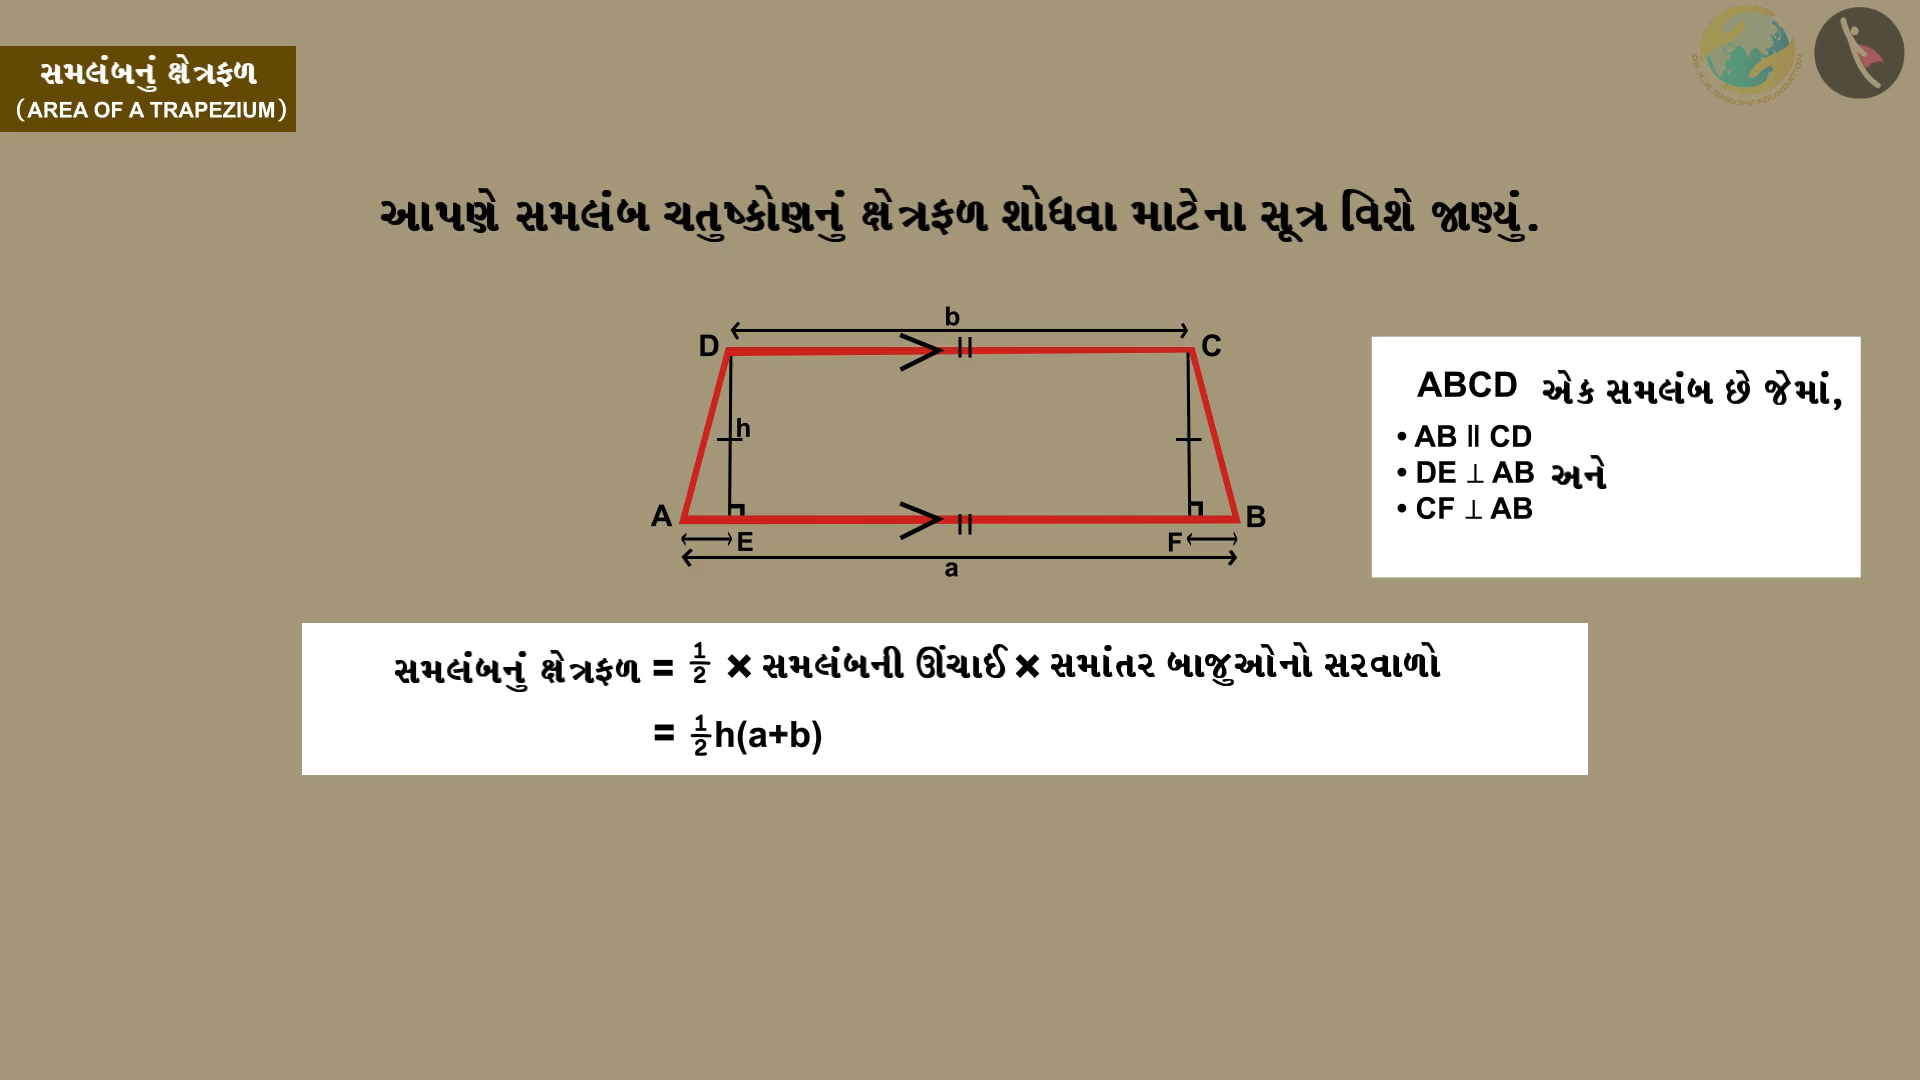 સમલંબનું ક્ષેત્રફળ
(AREA OF A TRAPEZIUM)
આપણે સમલંબ ચતુષ્કોણનું ક્ષેત્રફળ શોધવા માટેના સૂત્ર વિશે જાણ્યું.
b
D
C
h
A
B
E
F
a
ABCD એક સમલંબ છે જેમાં,
• AB || CD
• DE ⊥ AB અને
• CF ⊥ AB
સમલંબનું ક્ષેત્રફળ = ½ × સમલંબની ઊંચાઈ × સમાંતર બાજુઓનો સરવાળો
= ½h(a+b)